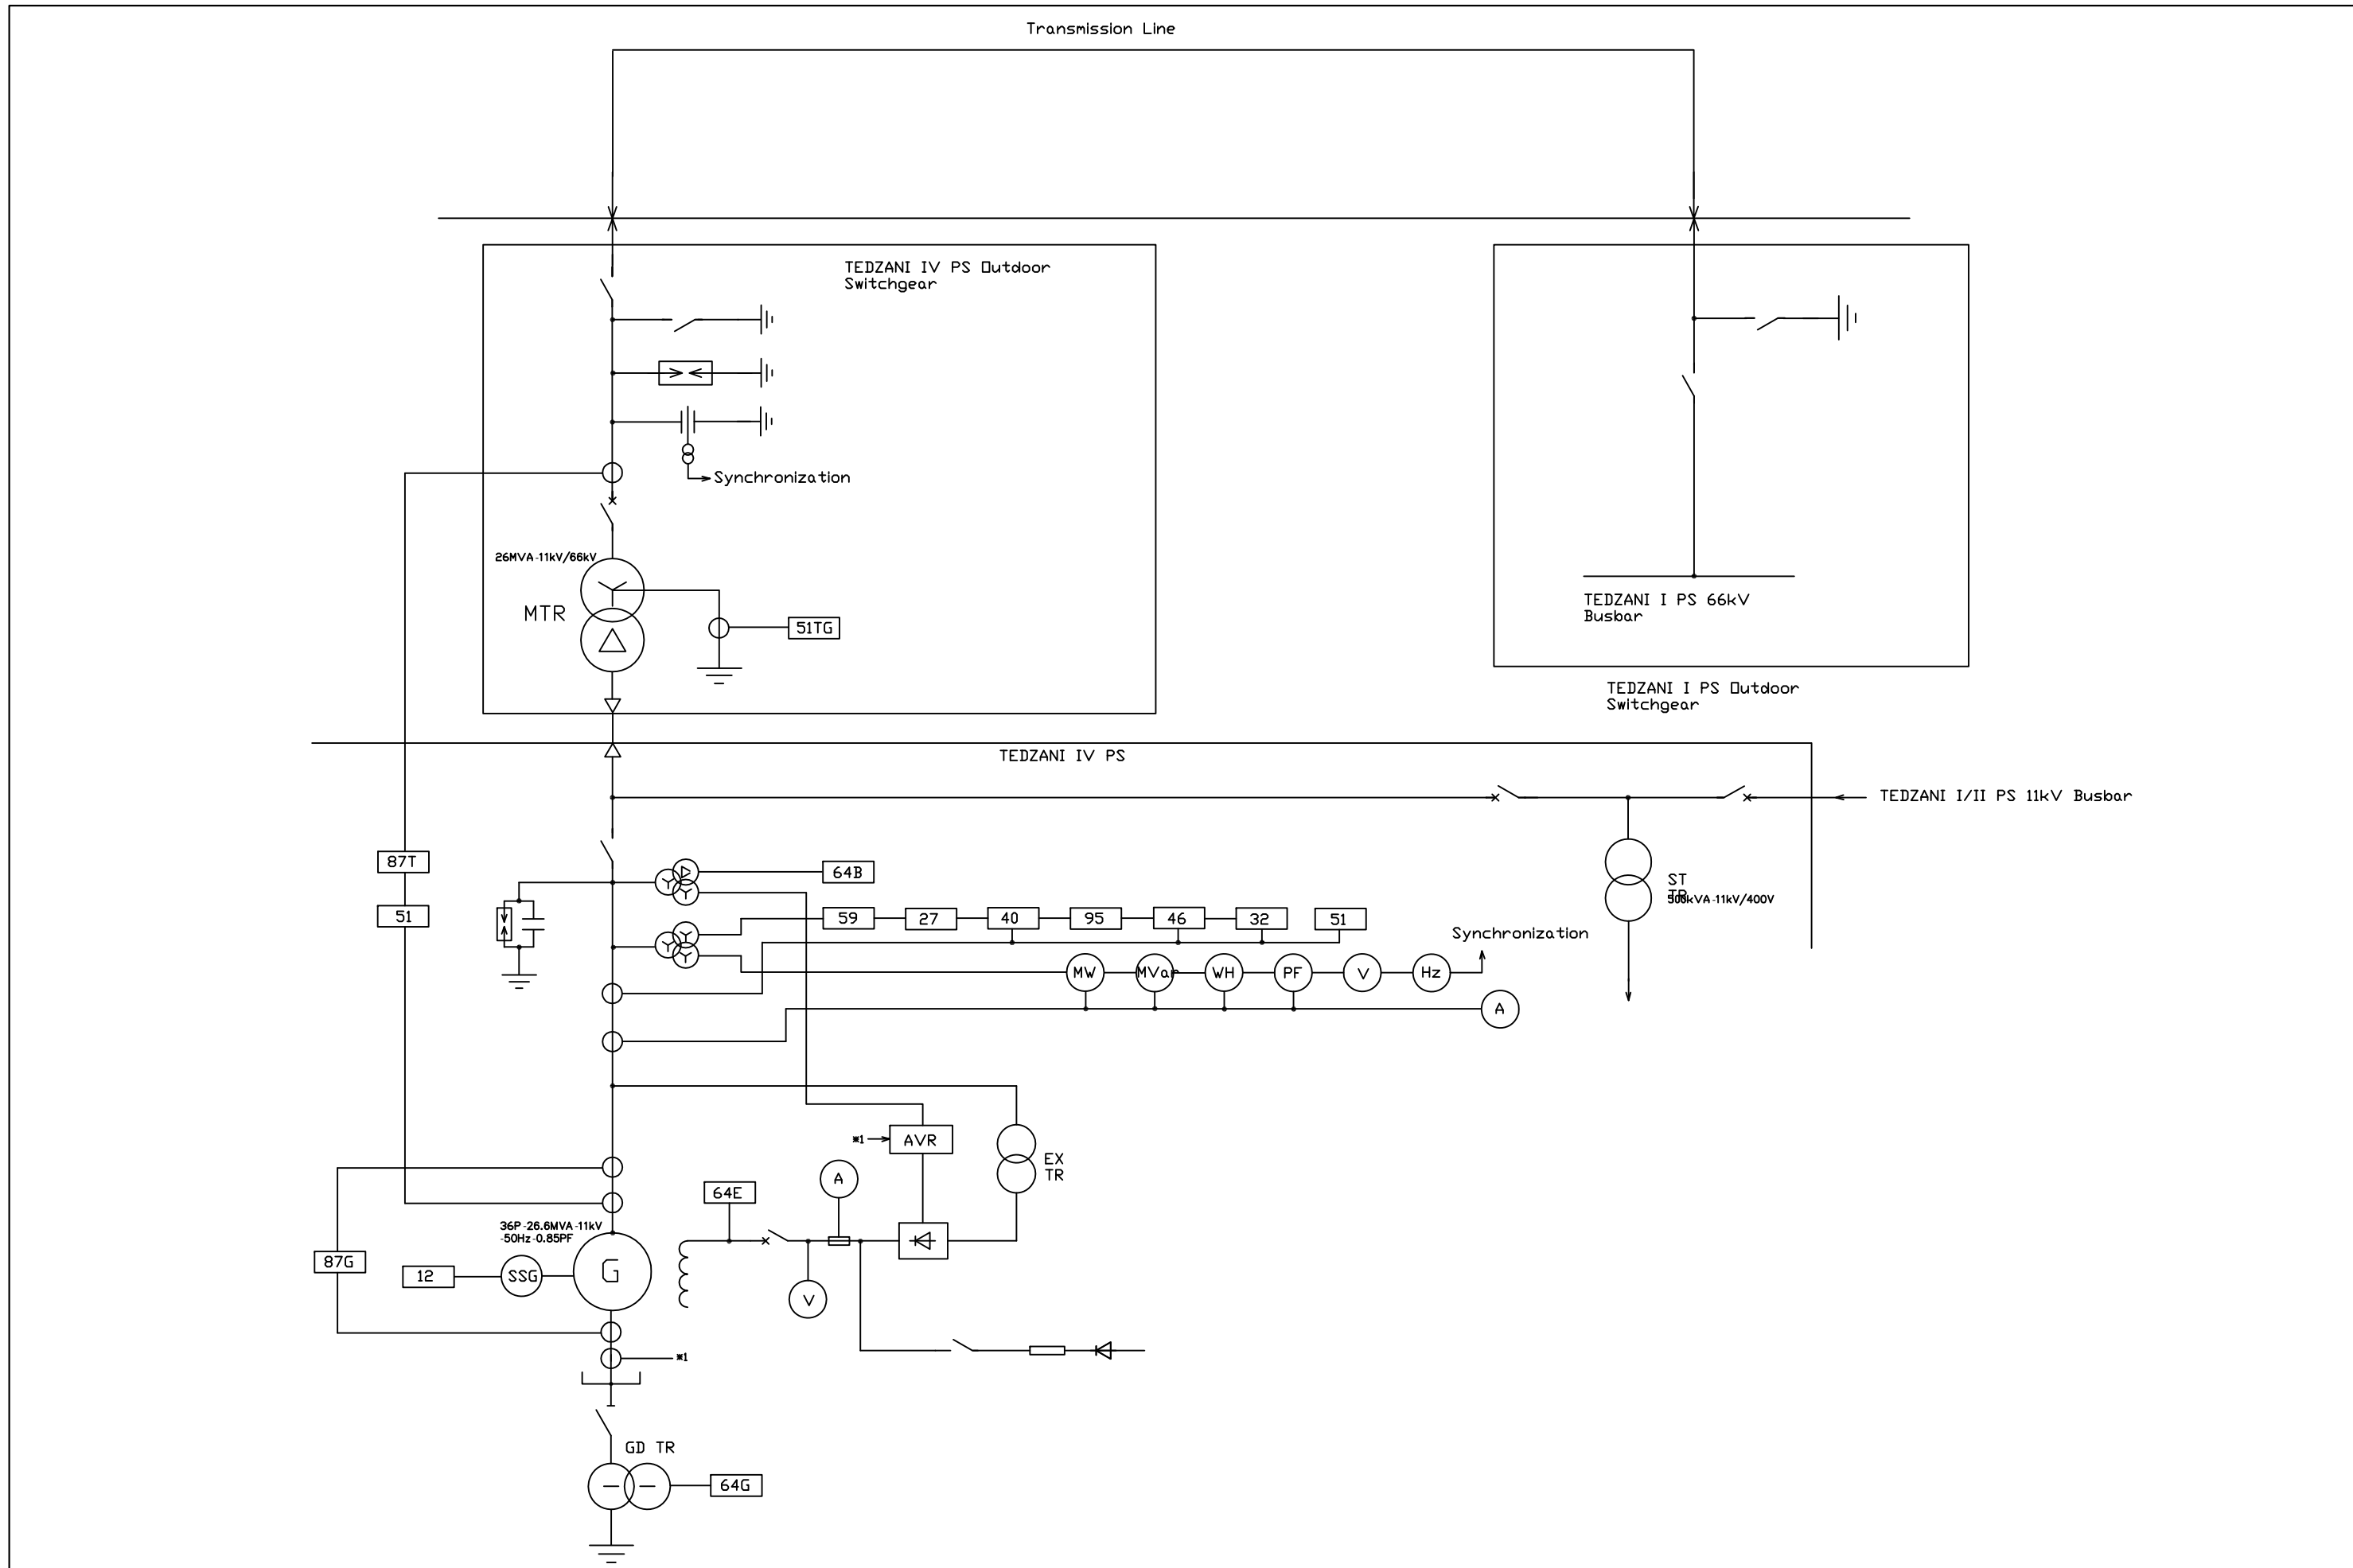 Transmission Line
TEDZANI IV PS Outdoor
Switchgear
Synchronization
26MVA-11kV/66kV
MTR
51TG
TEDZANI I PS 66kV
Busbar
TEDZANI I PS Outdoor
Switchgear
TEDZANI IV PS
TEDZANI I/II PS 11kV Busbar
87T
64B
ST
TR
500kVA-11kV/400V
51
59
27
40
95
46
32
51
Synchronization
MW
MVar
WH
PF
V
Hz
A
*1
AVR
EX
TR
A
64E
36P-26.6MVA-11kV
-50Hz-0.85PF
87G
12
SSG
G
V
*1
GD TR
64G